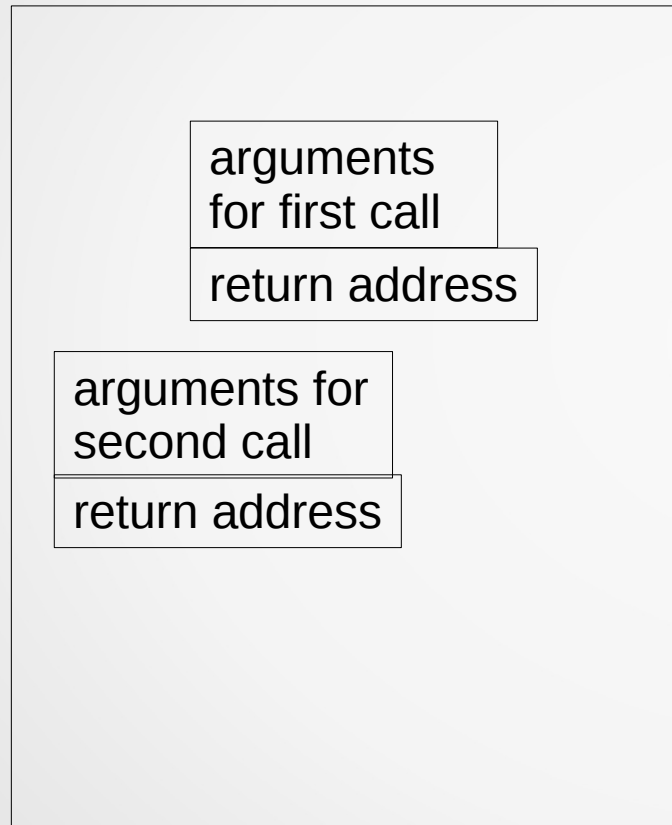 arguments
for first call
return address
arguments for
second call
return address